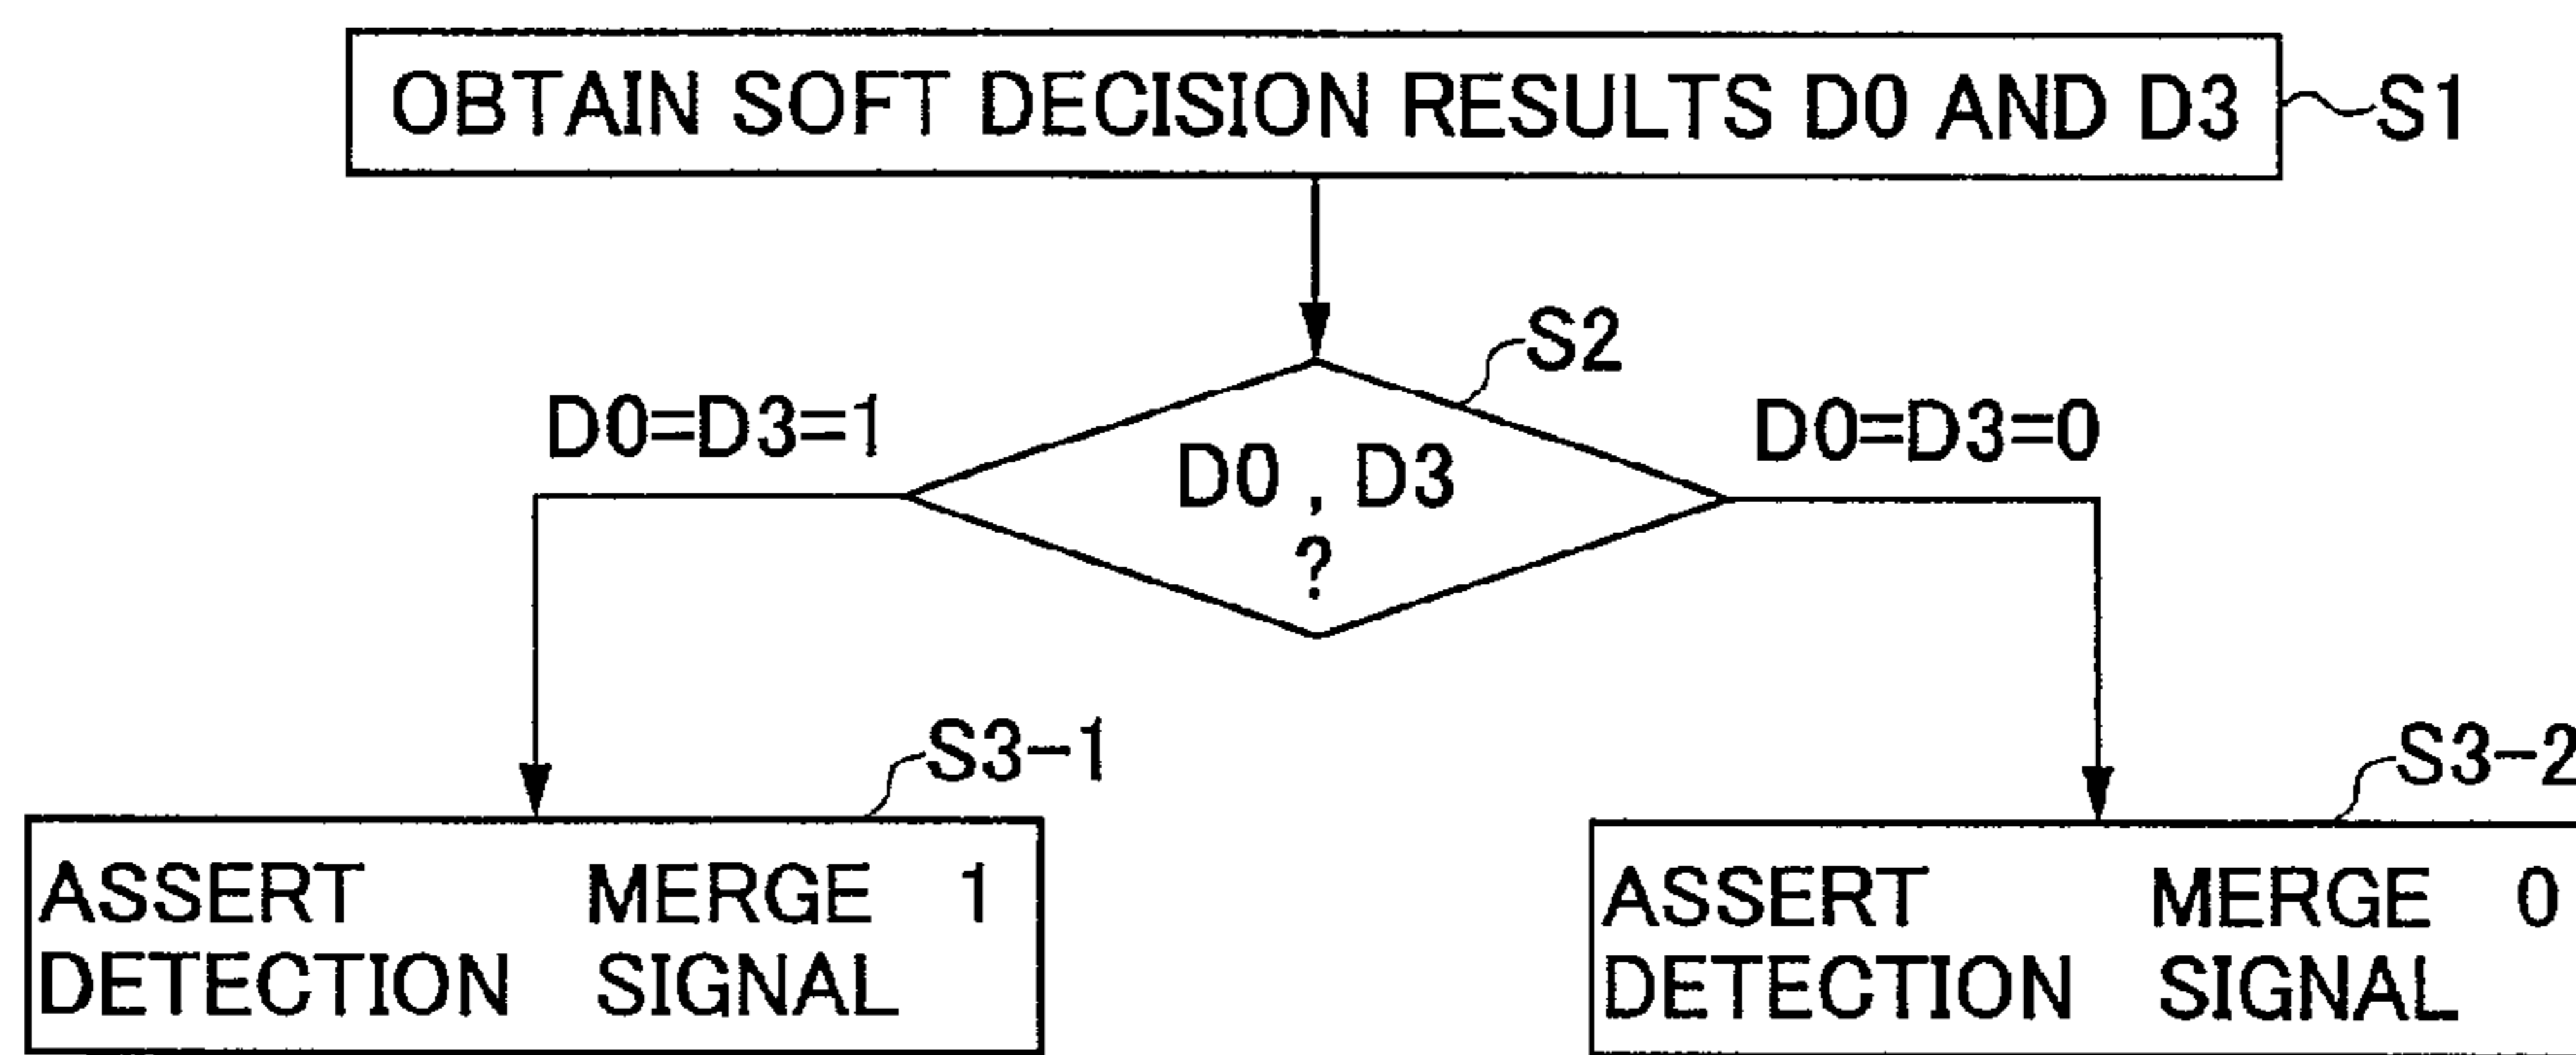 OBTAIN SOFT DECISION RESULTS D0 AND D3
S1
S2
D0=D3=1
D0=D3=0
D0 , D3
?
S3-1
S3-2
ASSERT MERGE 1
DETECTION SIGNAL
ASSERT MERGE 0
DETECTION SIGNAL